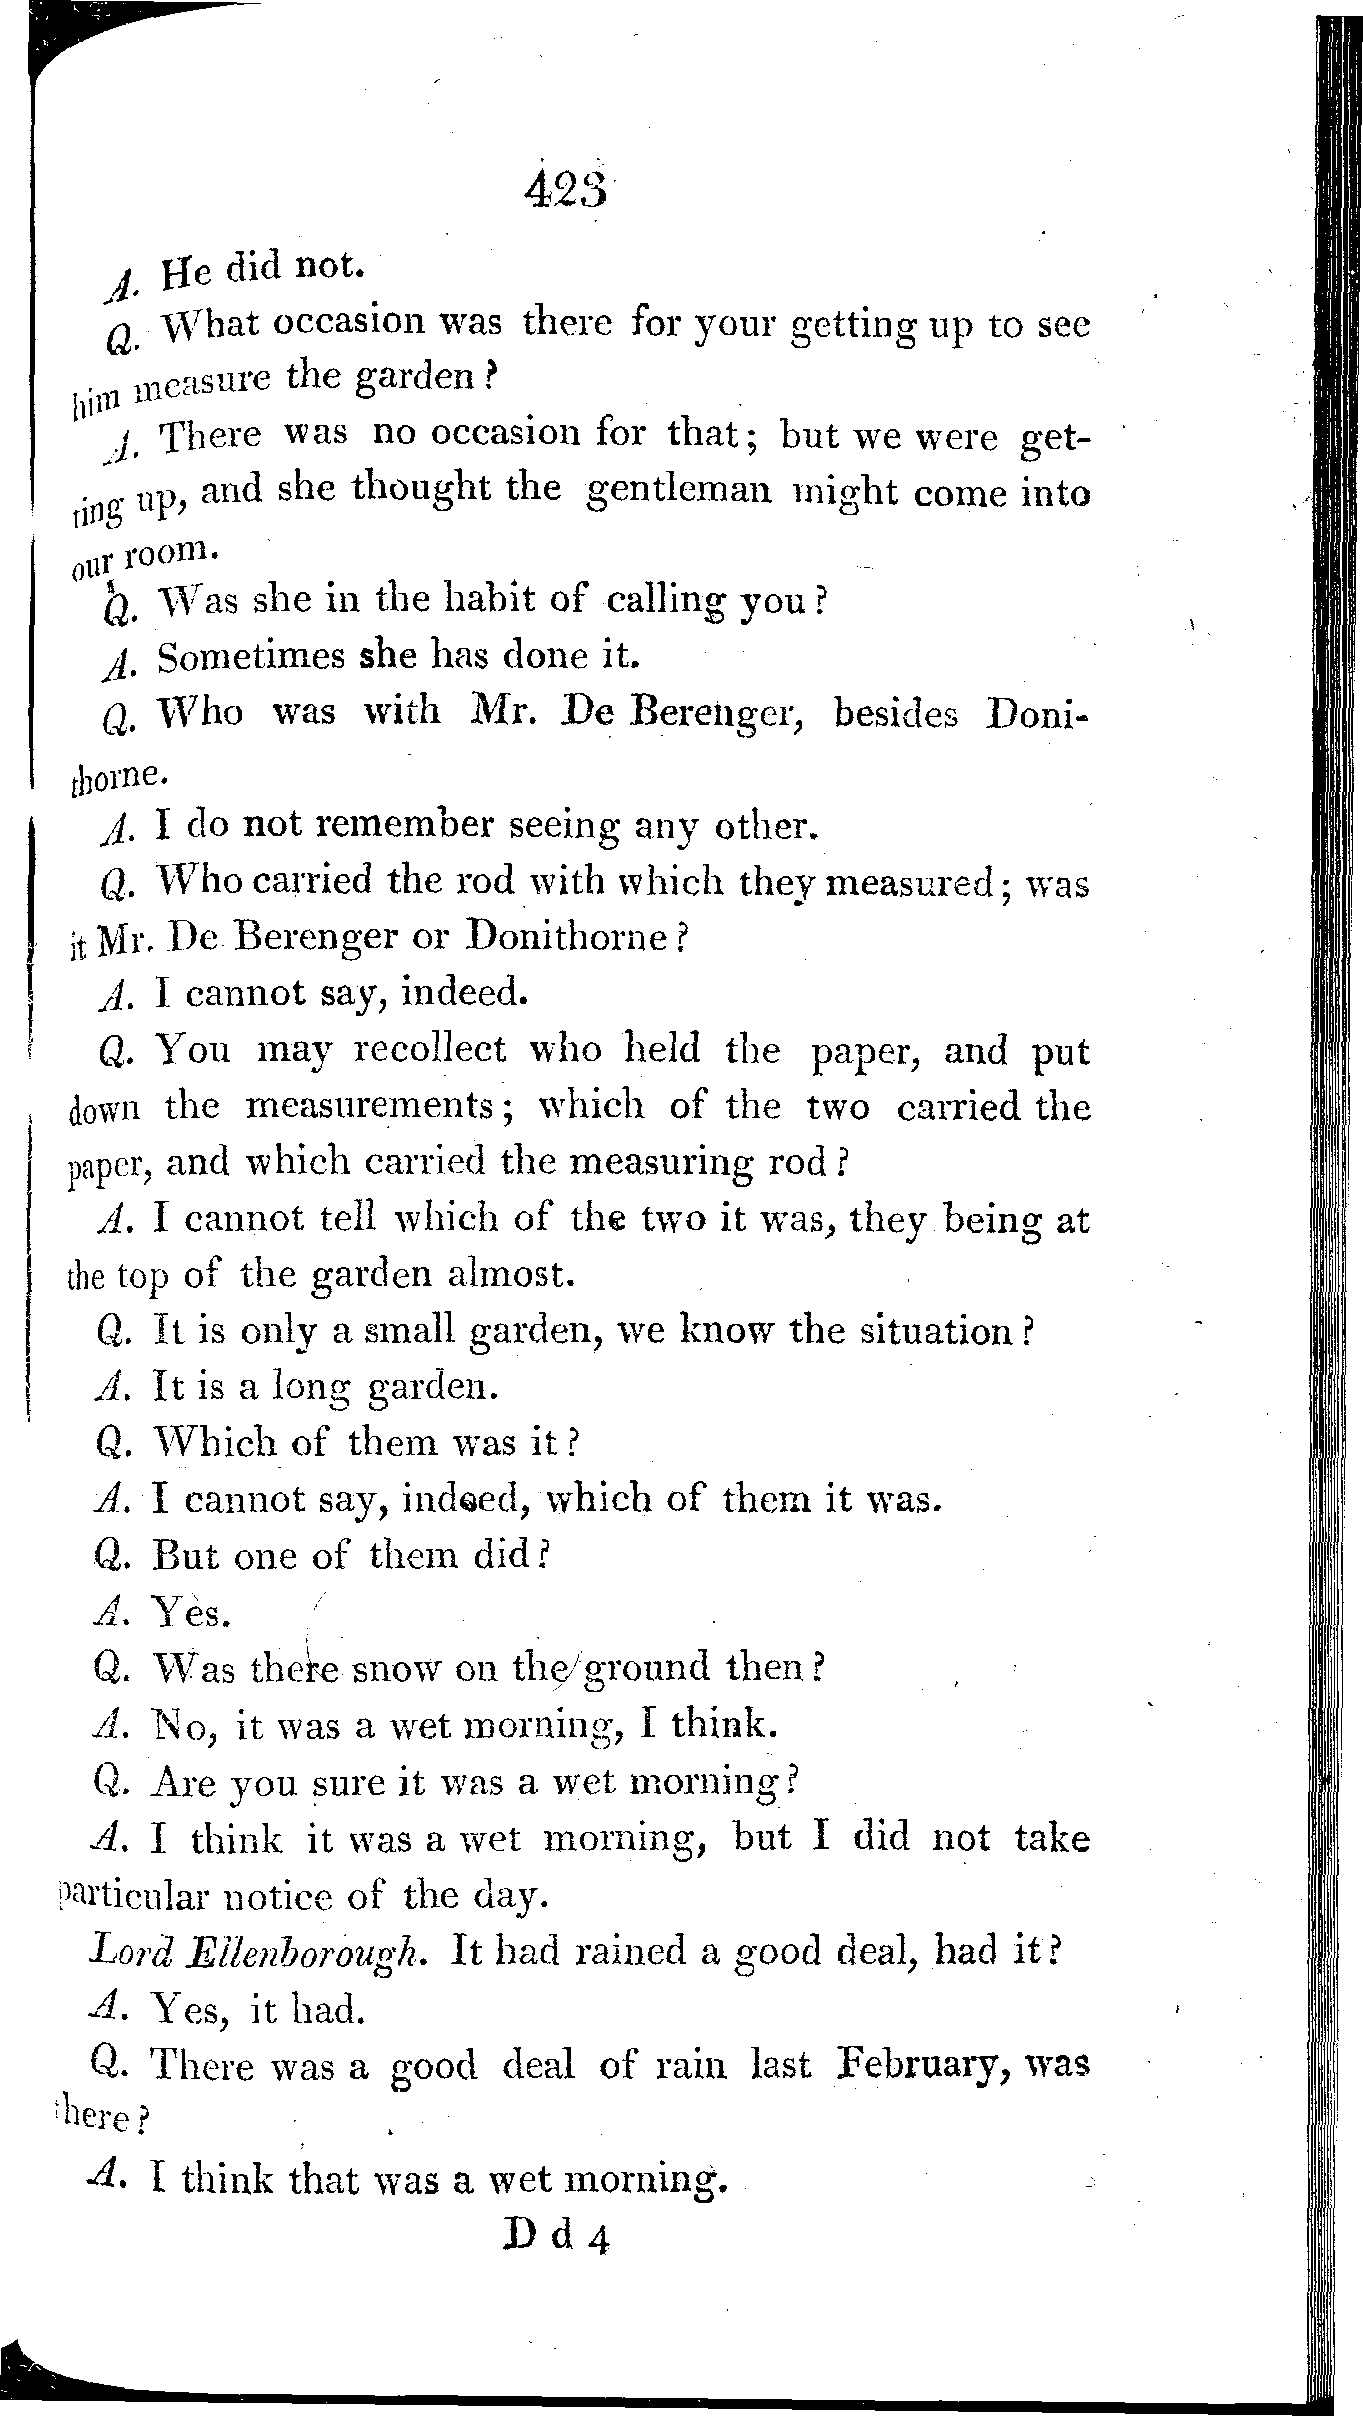 423
A. He did not.
Q. What occasion was there for your getting up to see
him measure the garden?
A. There was no occasion for that; but we were get-
ting up, and she thought the gentleman might come into
our room.
Q. Was she in the habit of calling you?
A. Sometimes she has done it.
Q. Who was with Mr. De Berenger, besides Doni-
thorne.
A. I do not remember seeing any other.
Q. Who carried the rod with which they measured; was
it Mr. De Berenger or Donithorne?
A. I cannot say, indeed.
Q. You may recollect who held the paper, and put
down the measurements; which of the two carried the
paper, and which carried the measuring rod?
A. I cannot tell which of the two it was, they being at
the top of the garden almost.
Q. It is only a small garden, we know the situation?
A. It is a long garden.
Q. Which of them was it?
A. I cannot say, indeed, which of them it was.
Q. But one of them did?
A. Yes.
Q. Was there snow on the ground then?
A. No, it was a wet morning, I think.
Q. Are you sure it was a wet morning?
A. I think it was a wet morning, but I did not take
particular notice of the day.
Lord Ellenborough. It had rained a good deal, had it?
A. Yes, it had.
Q. There was a good deal of rain last February, was
there?
A. I think that was a wet morning.
D d 4